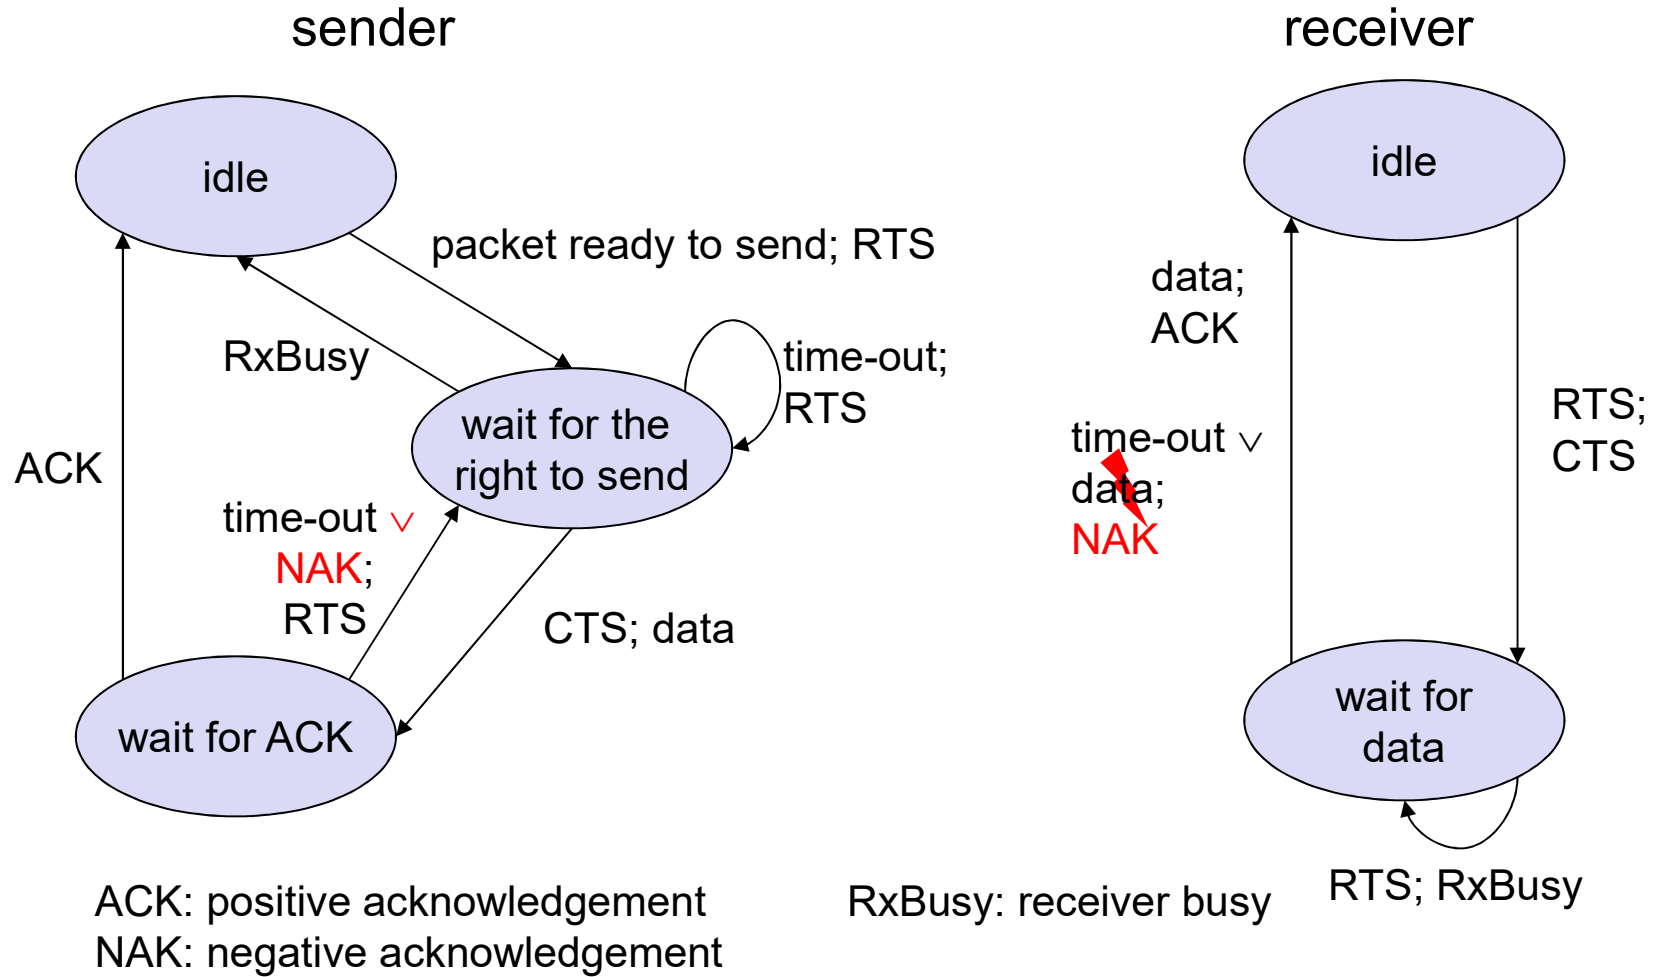 sender
receiver
idle
idle
packet ready to send; RTS
data;
ACK
RxBusy
time-out;
RTS
RTS;
CTS
wait for the
right to send
ACK
time-out ∨
data;
NAK
time-out ∨
NAK;
RTS
CTS; data
wait for ACK
wait for
data
RTS; RxBusy
ACK: positive acknowledgement
RxBusy: receiver busy
NAK: negative acknowledgement